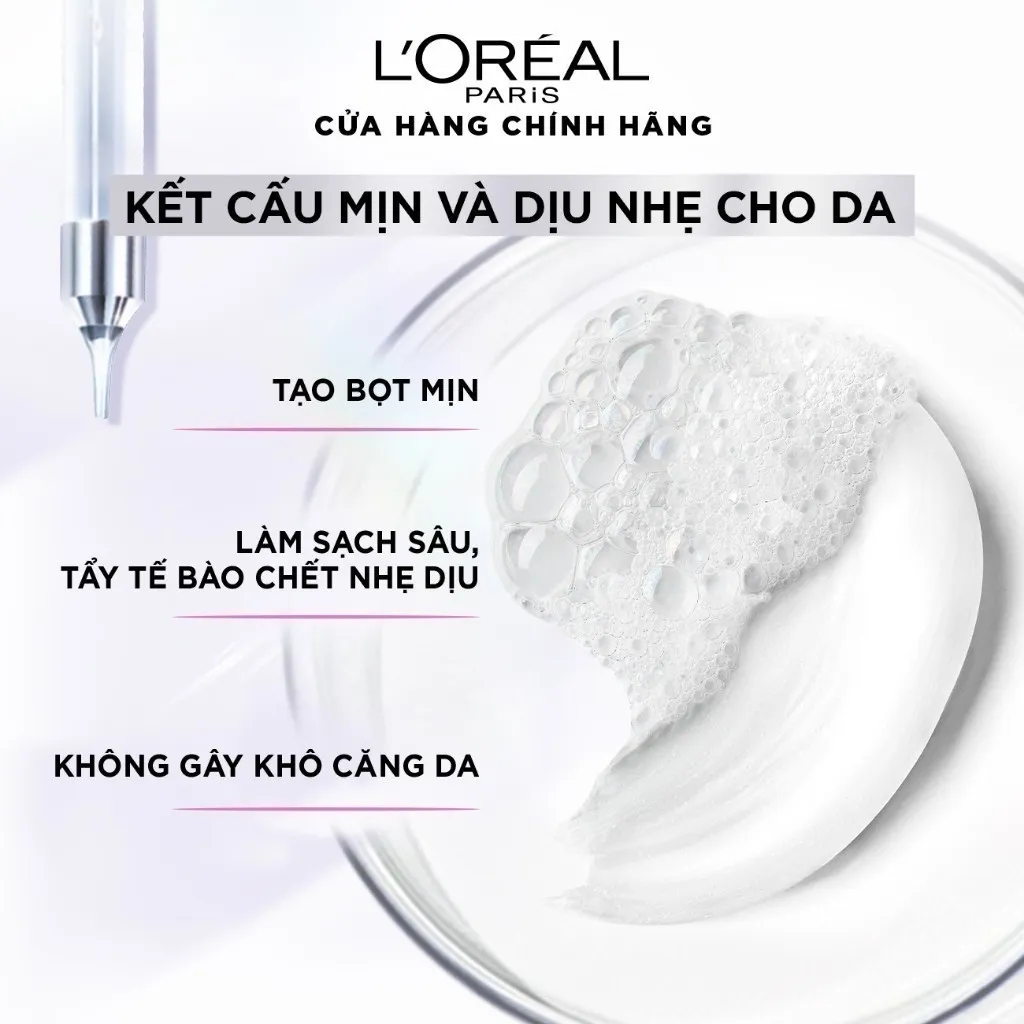 L'ORÉAL
PARiS
CỬA HÀNG CHÍNH HÃNG
KẾT CẤU MỊN VÀ DỊU NHẸ CHO DA
TẠO BỌT MỊN
LÀM SẠCH SÂU,
TẨY TẾ BÀO CHẾT NHẸ DỊU
KHÔNG GÂY KHÔ CĂNG DA